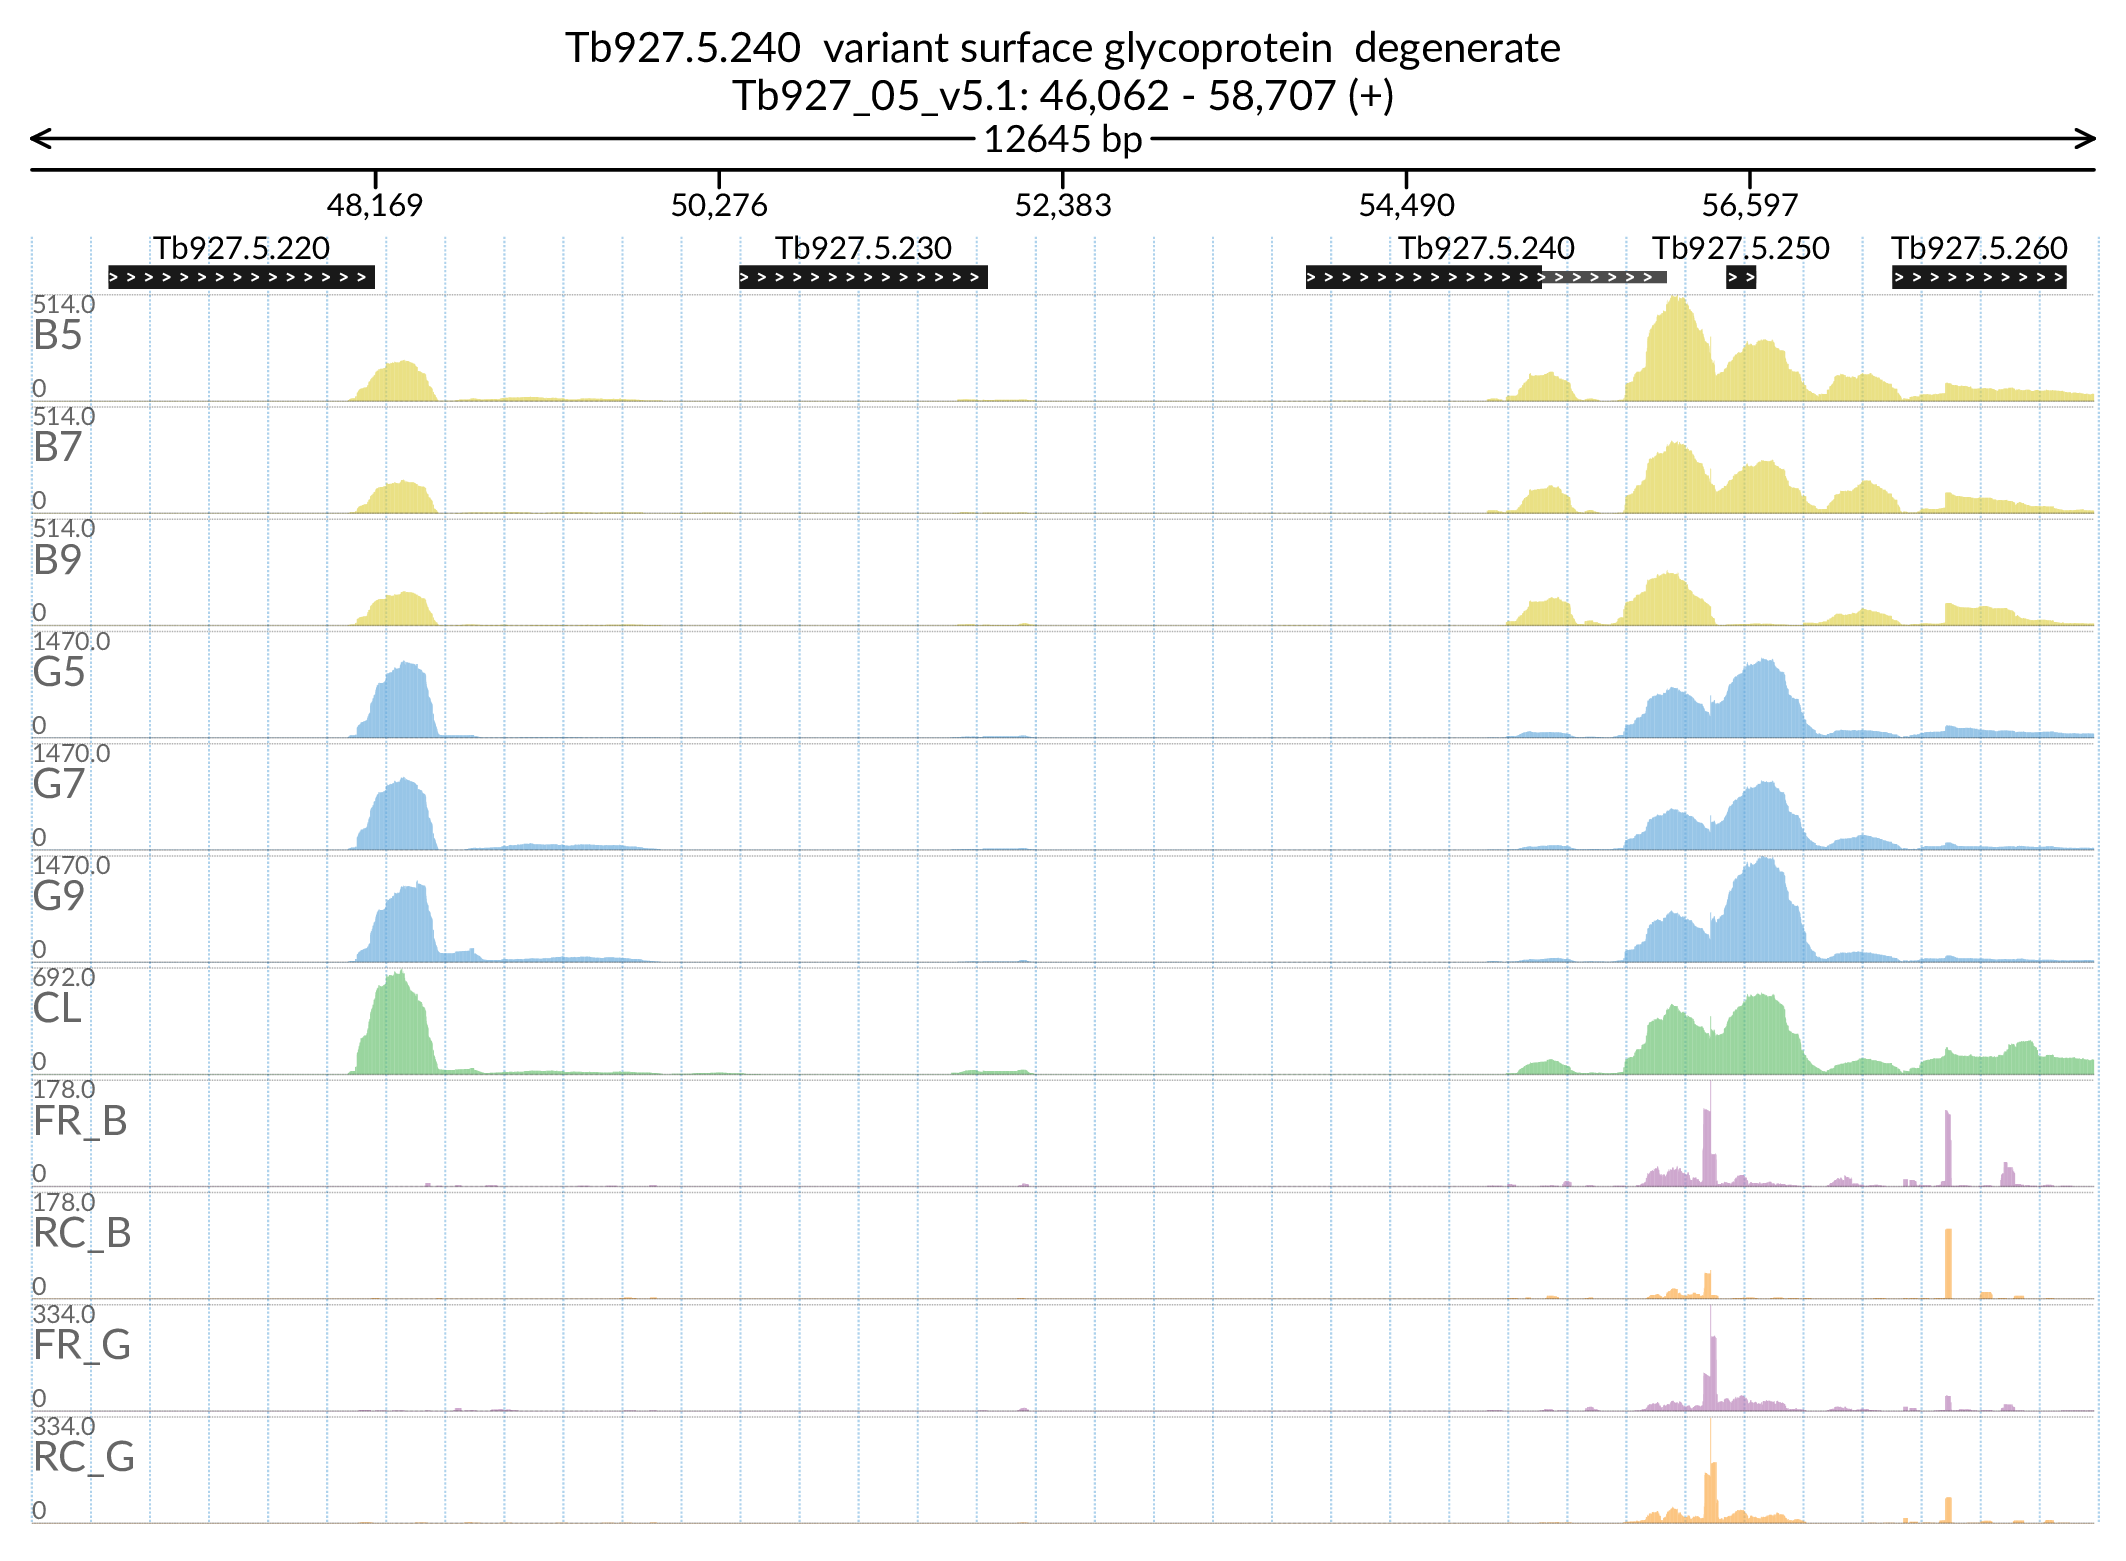 Tb927.5.240 variant surface glycoprotein degenerate
Tb927_05_v5.1: 46,062 - 58,707 (+)
12645 bp
48,169 50,276 52,383 54,490 56,597
Tb927.5.220 Tb927.5.230 Tb927.5.240 Tb927.5.250 Tb927.5.260
514.0
B5
0
514.0
B7
0
514.0
B9
0
1470.0
G5
0
1470.0
G7
0
1470.0
G9
0
692.0
CL
0
178.0
FR_B
0
178.0
RC_B
0
334.0
FR_G
0
334.0
RC_G
0